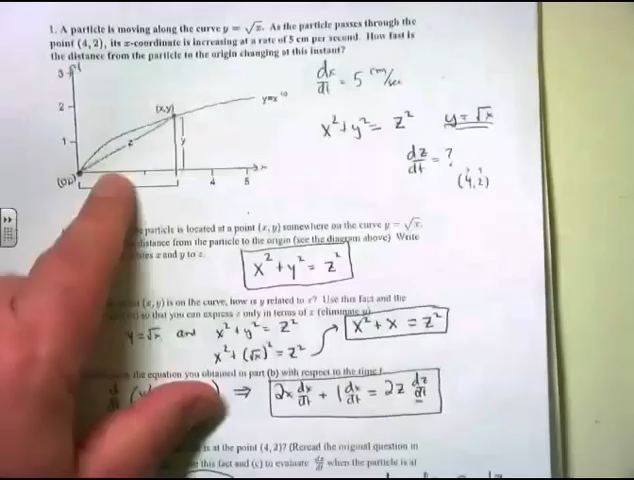 1. A particle is moving along the curve y = √x. As the particle passes through the
point (4, 2), its x-coordinate is increasing at a rate of 5 cm per second. How fast is
the distance from the particle to the origin changing at this instant?
dx/dt = 5 cm/sec
3
2
1
(x,y)
z
y
4
5
x² + y² = z²
y = √x
dz/dt = ?
(4,2)
particle is located at a point (x, y) somewhere on the curve y = √x.
distance from the particle to the origin (see the diagram above) Write
x and y to z.
x² + y² = z²
(x, y) is on the curve, how is y related to x? Use this fact and the
so that you can express z only in terms of x (eliminate y)
y = √x and x² + y² = z²
x² + (√x)² = z²
x² + x = z²
the equation you obtained in part (b) with respect to the time t
⇒ 2x dx/dt + 1 dx/dt = 2z dz/dt
is at the point (4, 2)? (Reread the original question in
this fact and (c) to evaluate dz/dt when the particle is at